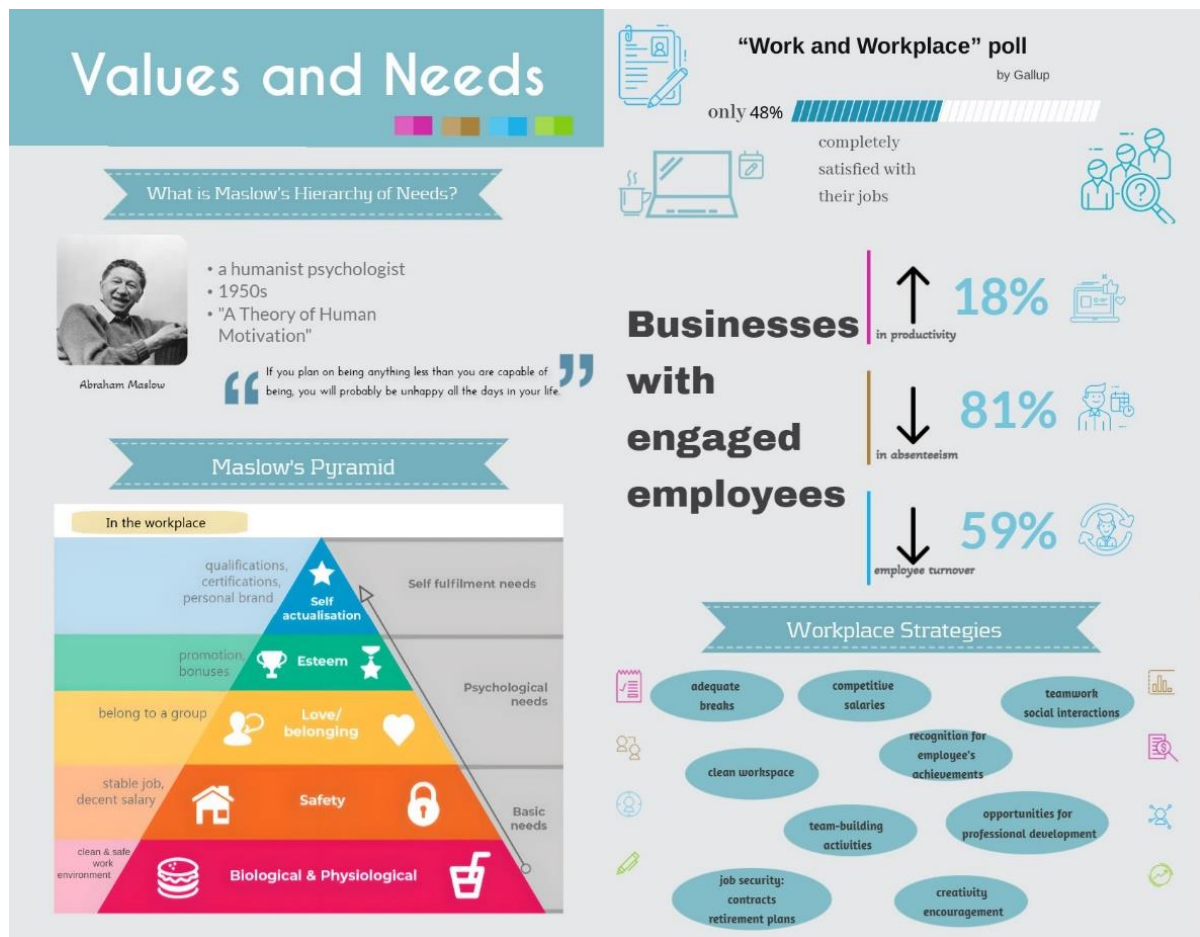 Values and Needs
What is Maslow's Hierarchy of Needs?
Abraham Maslow
• a humanist psychologist
• 1950s
• "A Theory of Human
Motivation"
“ If you plan on being anything less than you are capable of
being, you will probably be unhappy all the days in your life. ”
Maslow's Pyramid
In the workplace
qualifications,
certifications,
personal brand
Self
actualisation
Self fulfilment needs
promotion,
bonuses
Esteem
Psychological
needs
belong to a group
Love/
belonging
stable job,
decent salary
Safety
Basic
needs
clean & safe
work
environment
Biological & Physiological
“Work and Workplace” poll
by Gallup
only 48%
completely
satisfied with
their jobs
Businesses
with
engaged
employees
18%
in productivity
81%
in absenteeism
59%
employee turnover
Workplace Strategies
adequate
breaks
competitive
salaries
teamwork
social interactions
recognition for
employee's
achievements
clean workspace
team-building
activities
opportunities for
professional development
job security:
contracts
retirement plans
creativity
encouragement